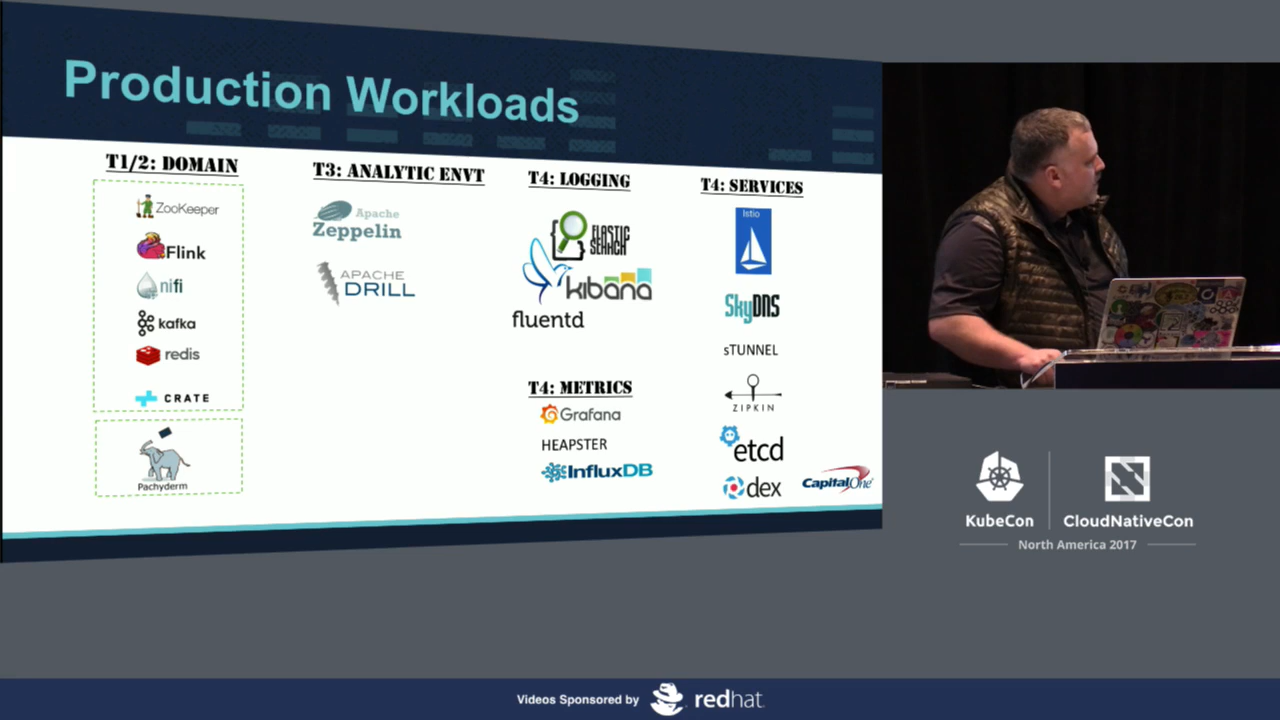 Production Workloads
T1/2: DOMAIN
ZooKeeper
Flink
nifi
kafka
redis
CRATE
Pachyderm
T3: ANALYTIC ENVT
Apache
Zeppelin
APACHE
DRILL
T4: LOGGING
ELASTIC
SEARCH
kibana
fluentd
T4: METRICS
Grafana
HEAPSTER
InfluxDB
T4: SERVICES
Istio
SkyDNS
sTUNNEL
ZIPKIN
etcd
dex
CapitalOne
KubeCon
CloudNativeCon
North America 2017
Videos Sponsored by redhat.